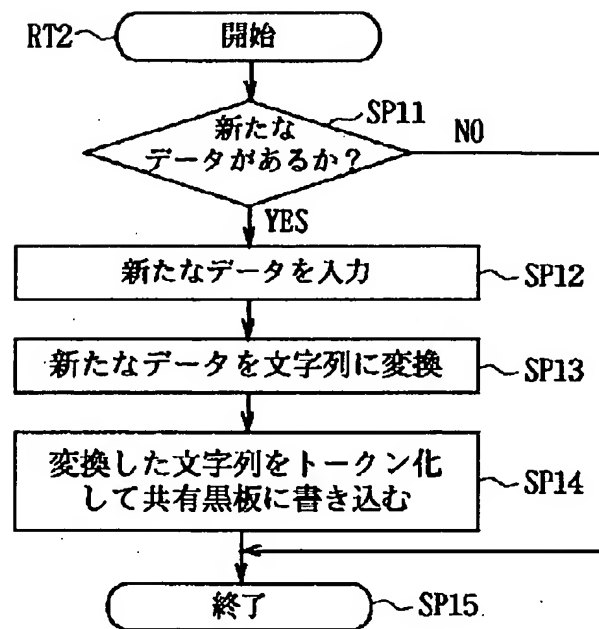 RT2
開始
SP11
新たな
データがあるか?
NO
YES
新たなデータを入力
SP12
新たなデータを文字列に変換
SP13
変換した文字列をトークン化
して共有黒板に書き込む
SP14
終了
SP15